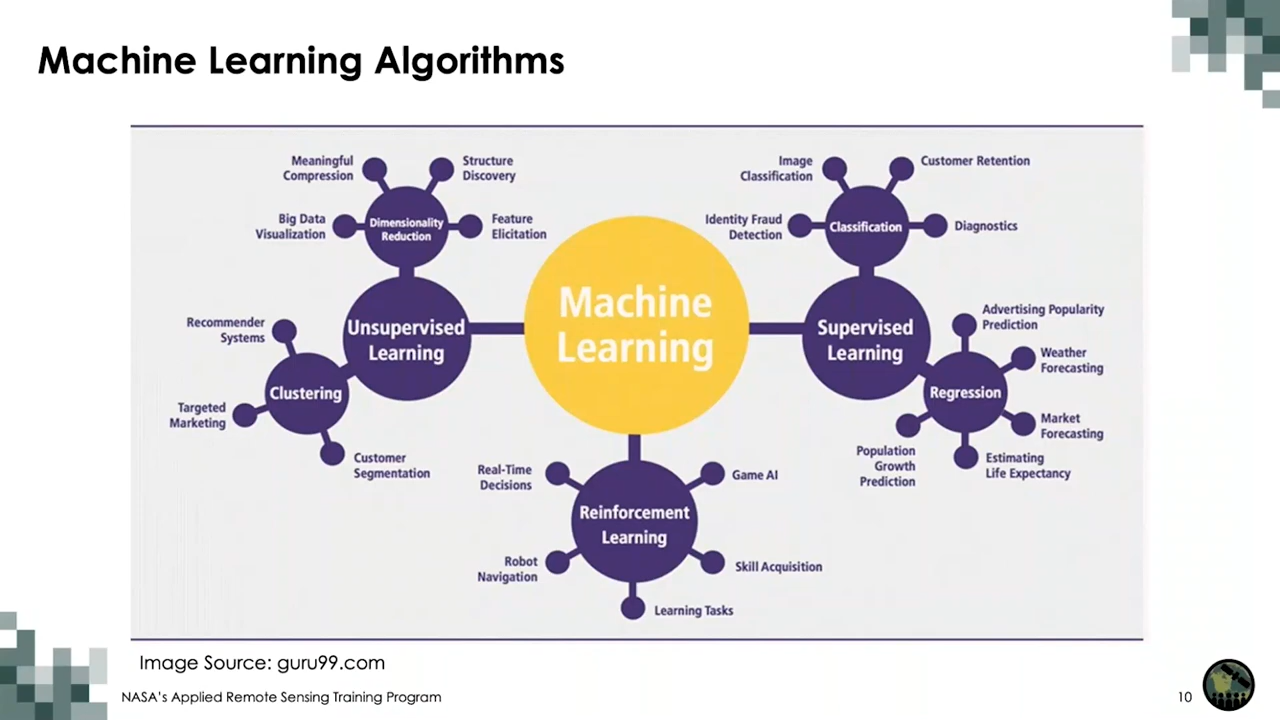 Machine Learning Algorithms
Meaningful
Compression
Structure
Discovery
Big Data
Visualization
Dimensionality
Reduction
Feature
Elicitation
Unsupervised
Learning
Recommender
Systems
Clustering
Targeted
Marketing
Customer
Segmentation
Machine
Learning
Image
Classification
Customer Retention
Identity Fraud
Detection
Classification
Diagnostics
Supervised
Learning
Advertising Popularity
Prediction
Weather
Forecasting
Regression
Market
Forecasting
Population
Growth
Prediction
Estimating
Life Expectancy
Real-Time
Decisions
Game AI
Reinforcement
Learning
Robot
Navigation
Skill Acquisition
Learning Tasks
Image Source: guru99.com
NASA's Applied Remote Sensing Training Program
10